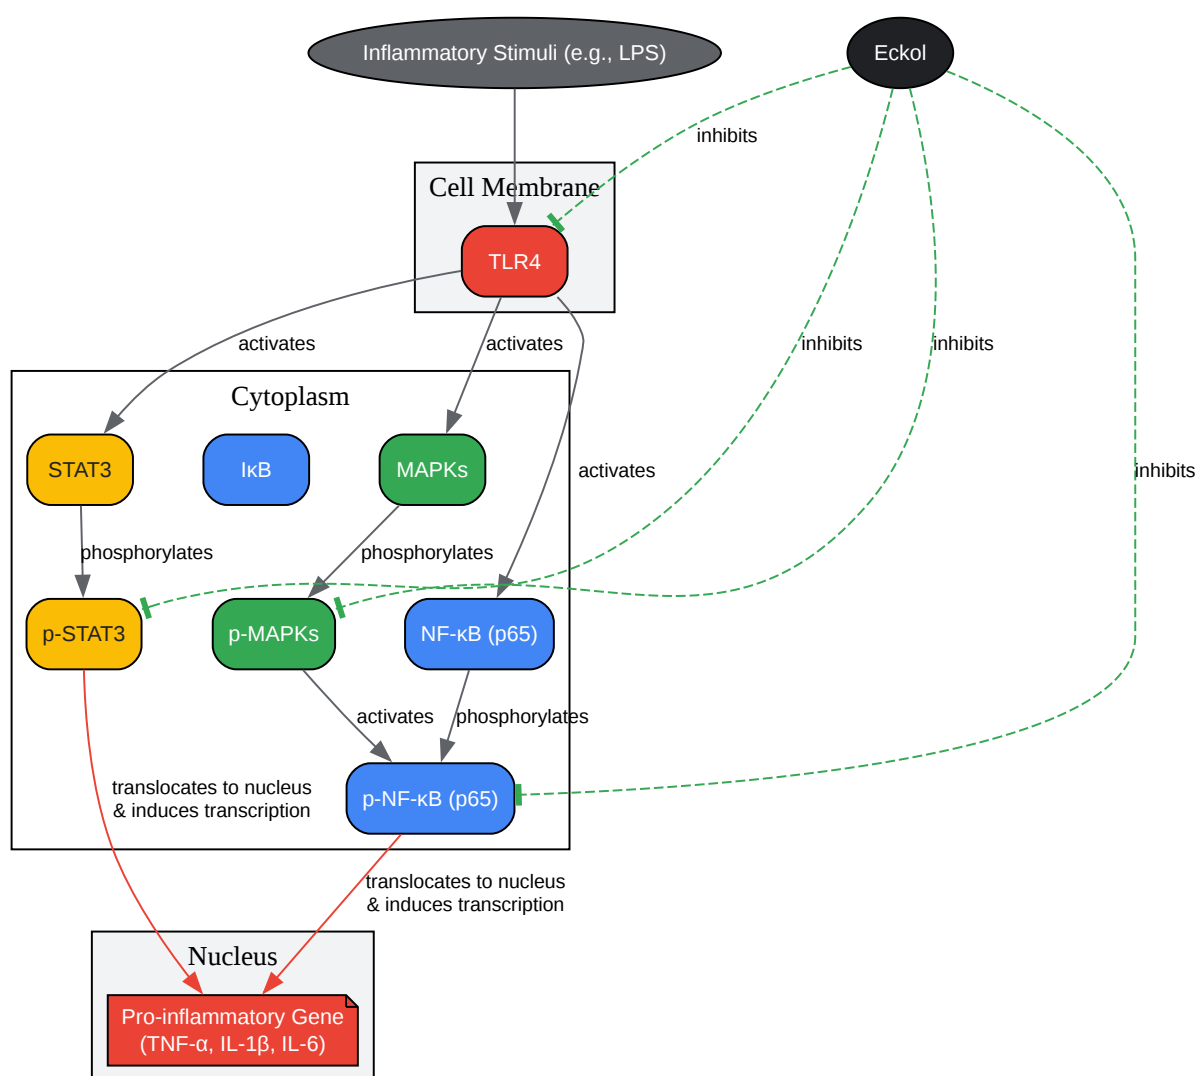 Inflammatory Stimuli (e.g., LPS)
Eckol
inhibits
Cell Membrane
TLR4
activates
activates
inhibits
inhibits
Cytoplasm
STAT3
IκB
MAPKs
activates
inhibits
phosphorylates
phosphorylates
p-STAT3
p-MAPKs
NF-κB (p65)
activates
phosphorylates
translocates to nucleus
& induces transcription
p-NF-κB (p65)
translocates to nucleus
& induces transcription
Nucleus
Pro-inflammatory Gene
(TNF-α, IL-1β, IL-6)